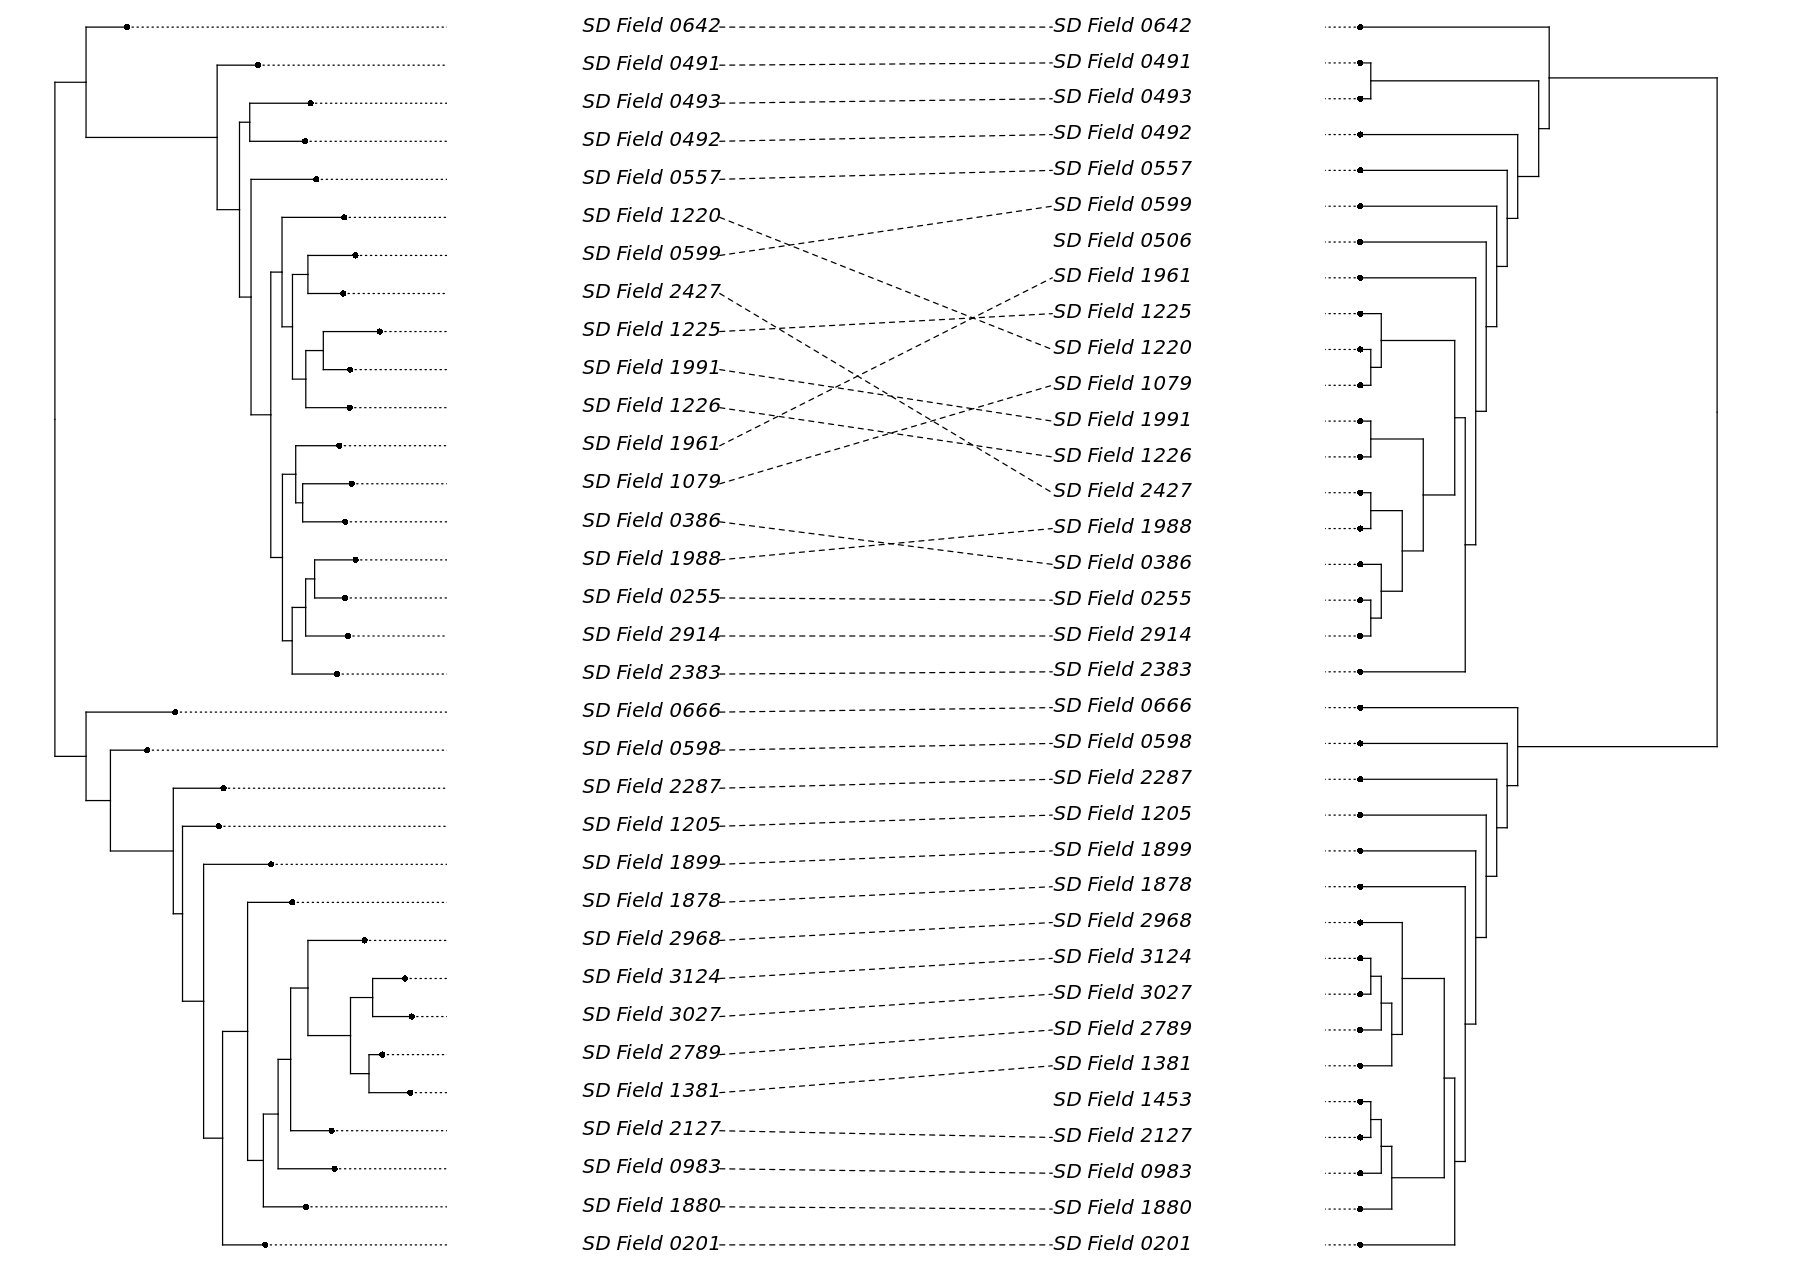 SD Field 0642 SD Field 0642
SD Field 0491 SD Field 0491
SD Field 0493 SD Field 0493
SD Field 0492 SD Field 0492
SD Field 0557 SD Field 0557
SD Field 1220 SD Field 0599
SD Field 0599 SD Field 0506
SD Field 2427 SD Field 1961
SD Field 1225 SD Field 1225
SD Field 1991 SD Field 1220
SD Field 1226 SD Field 1079
SD Field 1961 SD Field 1991
SD Field 1079 SD Field 1226
SD Field 0386 SD Field 2427
SD Field 1988 SD Field 1988
SD Field 0255 SD Field 0386
SD Field 2914 SD Field 0255
SD Field 2383 SD Field 2914
SD Field 0666 SD Field 2383
SD Field 0598 SD Field 0666
SD Field 2287 SD Field 0598
SD Field 1205 SD Field 2287
SD Field 1899 SD Field 1205
SD Field 1878 SD Field 1899
SD Field 2968 SD Field 1878
SD Field 3124 SD Field 2968
SD Field 3027 SD Field 3124
SD Field 2789 SD Field 3027
SD Field 1381 SD Field 2789
SD Field 2127 SD Field 1381
SD Field 0983 SD Field 1453
SD Field 1880 SD Field 2127
SD Field 0201 SD Field 0983
SD Field 1880
SD Field 0201